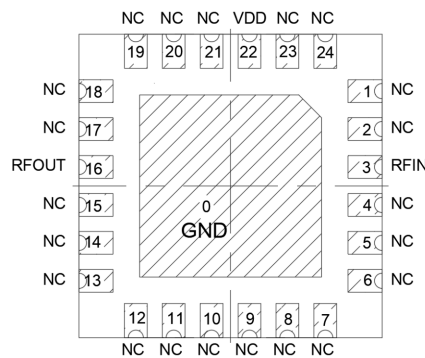 NC NC NC VDD NC NC
19 20 21 22 23 24
NC 18 1 NC
NC 17 2 NC
RFOUT 16 3 RFIN
NC 15 4 NC
0
GND
NC 14 5 NC
NC 13 6 NC
12 11 10 9 8 7
NC NC NC NC NC NC